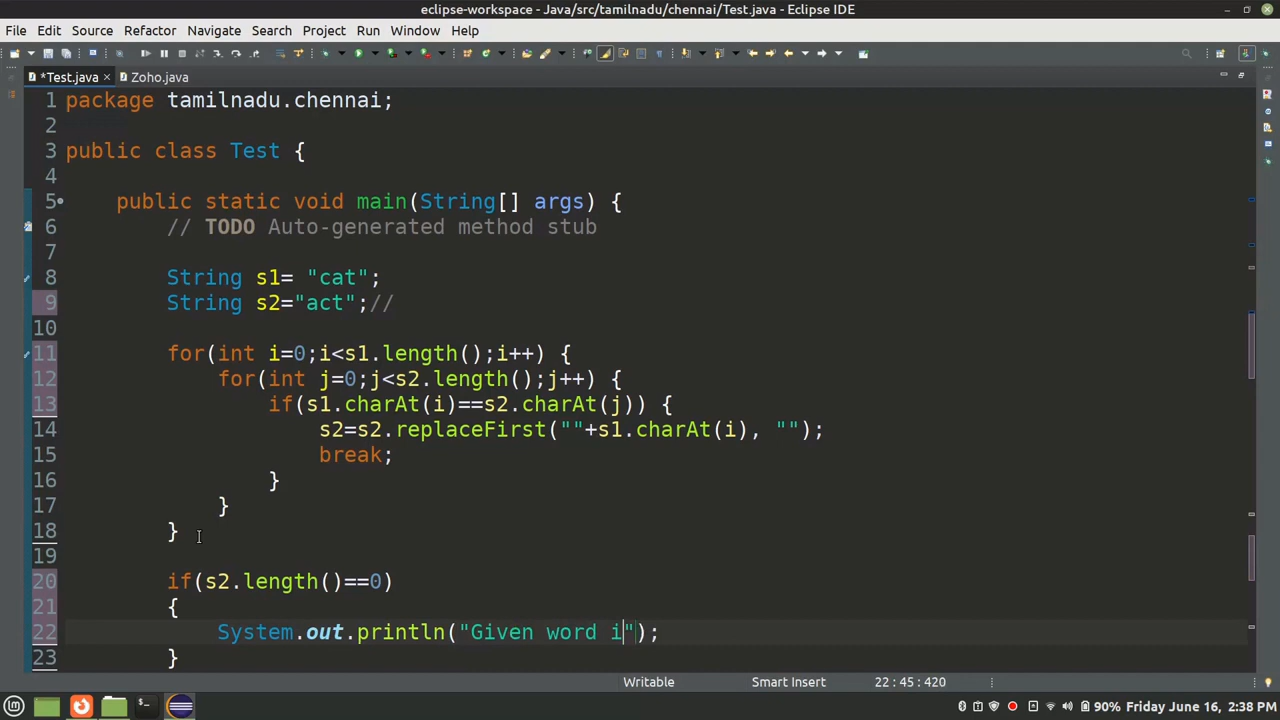 eclipse-workspace - Java/src/tamilnadu/chennai/Test.java - Eclipse IDE
File Edit Source Refactor Navigate Search Project Run Window Help
*Test.java Zoho.java
1 package tamilnadu.chennai;
2
3 public class Test {
4
5 public static void main(String[] args) {
6 // TODO Auto-generated method stub
7
8 String s1= "cat";
9 String s2="act";//
10
11 for(int i=0;i<s1.length();i++) {
12 for(int j=0;j<s2.length();j++) {
13 if(s1.charAt(i)==s2.charAt(j)) {
14 s2=s2.replaceFirst(""+s1.charAt(i), "");
15 break;
16 }
17 }
18 }
19
20 if(s2.length()==0)
21 {
22 System.out.println("Given word i");
23 }
Writable Smart Insert 22 : 45 : 420
90% Friday June 16, 2:38 PM